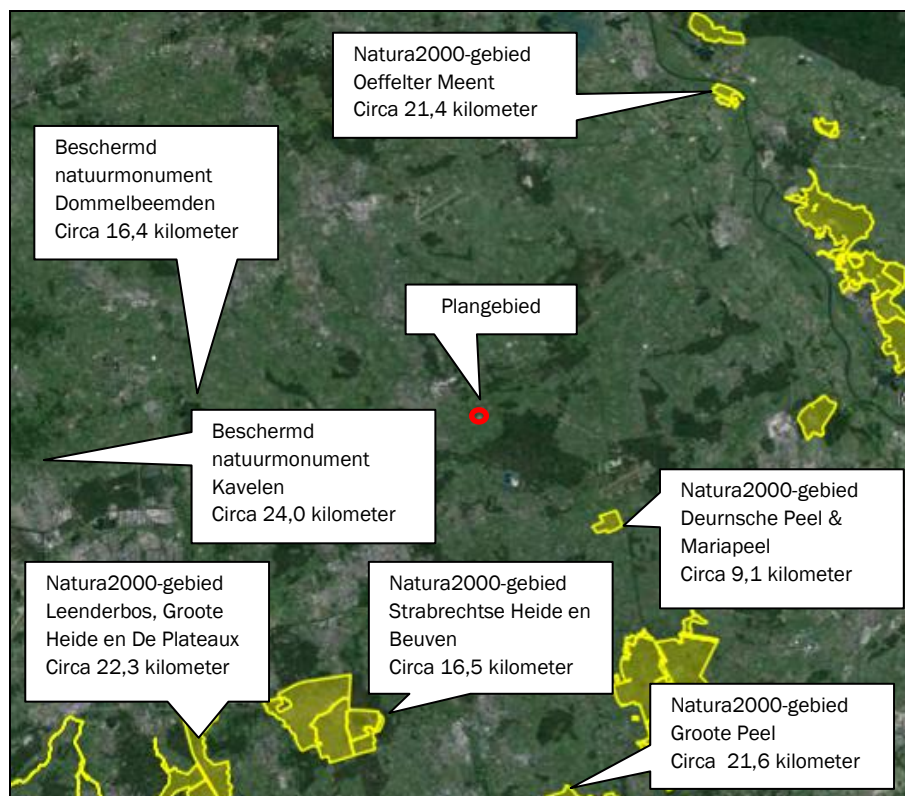 Natura2000-gebied
Oeffelter Meent
Circa 21,4 kilometer
Beschermd
natuurmonument
Dommelbeemden
Circa 16,4 kilometer
Plangebied
Beschermd
natuurmonument
Kavelen
Circa 24,0 kilometer
Natura2000-gebied
Deurnsche Peel &
Mariapeel
Circa 9,1 kilometer
Natura2000-gebied
Leenderbos, Groote
Heide en De Plateaux
Circa 22,3 kilometer
Natura2000-gebied
Strabrechtse Heide en
Beuven
Circa 16,5 kilometer
Natura2000-gebied
Groote Peel
Circa 21,6 kilometer